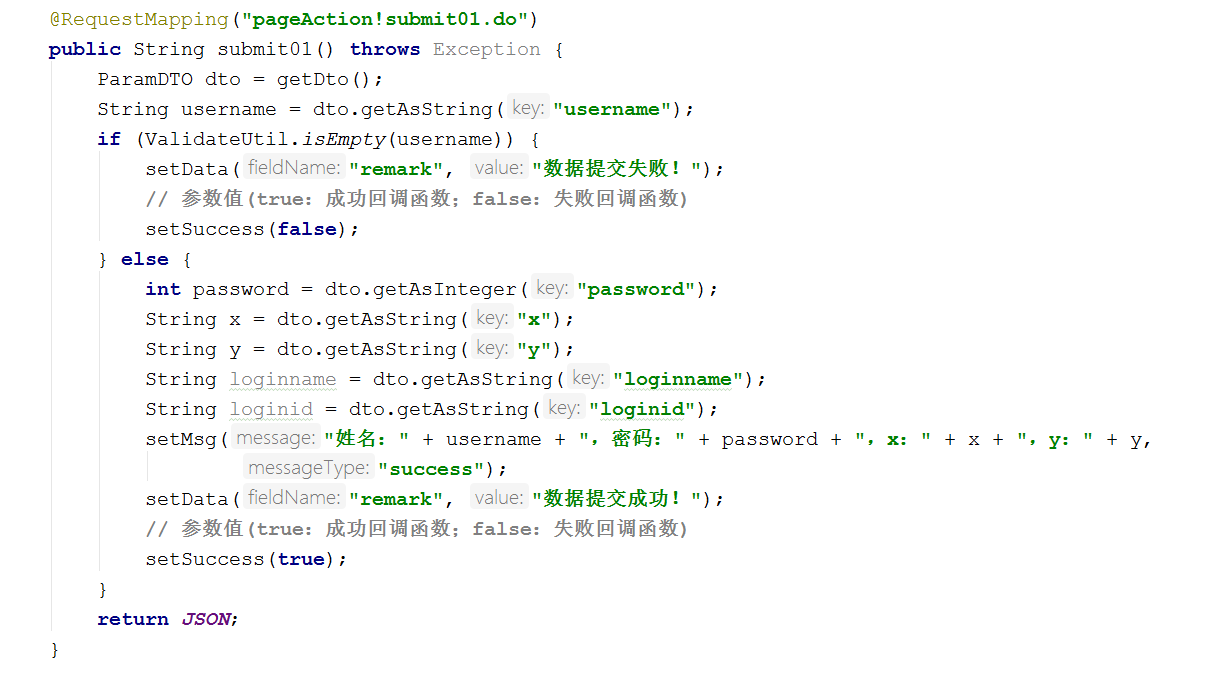 @RequestMapping("pageAction!submit01.do")
public String submit01() throws Exception {
    ParamDTO dto = getDto();
    String username = dto.getAsString( key: "username");
    if (ValidateUtil.isEmpty(username)) {
        setData( fieldName: "remark", value: "数据提交失败！");
        // 参数值(true：成功回调函数；false：失败回调函数)
        setSuccess(false);
    } else {
        int password = dto.getAsInteger( key: "password");
        String x = dto.getAsString( key: "x");
        String y = dto.getAsString( key: "y");
        String loginname = dto.getAsString( key: "loginname");
        String loginid = dto.getAsString( key: "loginid");
        setMsg( message: "姓名：" + username + "，密码：" + password + "，x：" + x + "，y：" + y,
                messageType: "success");
        setData( fieldName: "remark", value: "数据提交成功！");
        // 参数值(true：成功回调函数；false：失败回调函数)
        setSuccess(true);
    }
    return JSON;
}